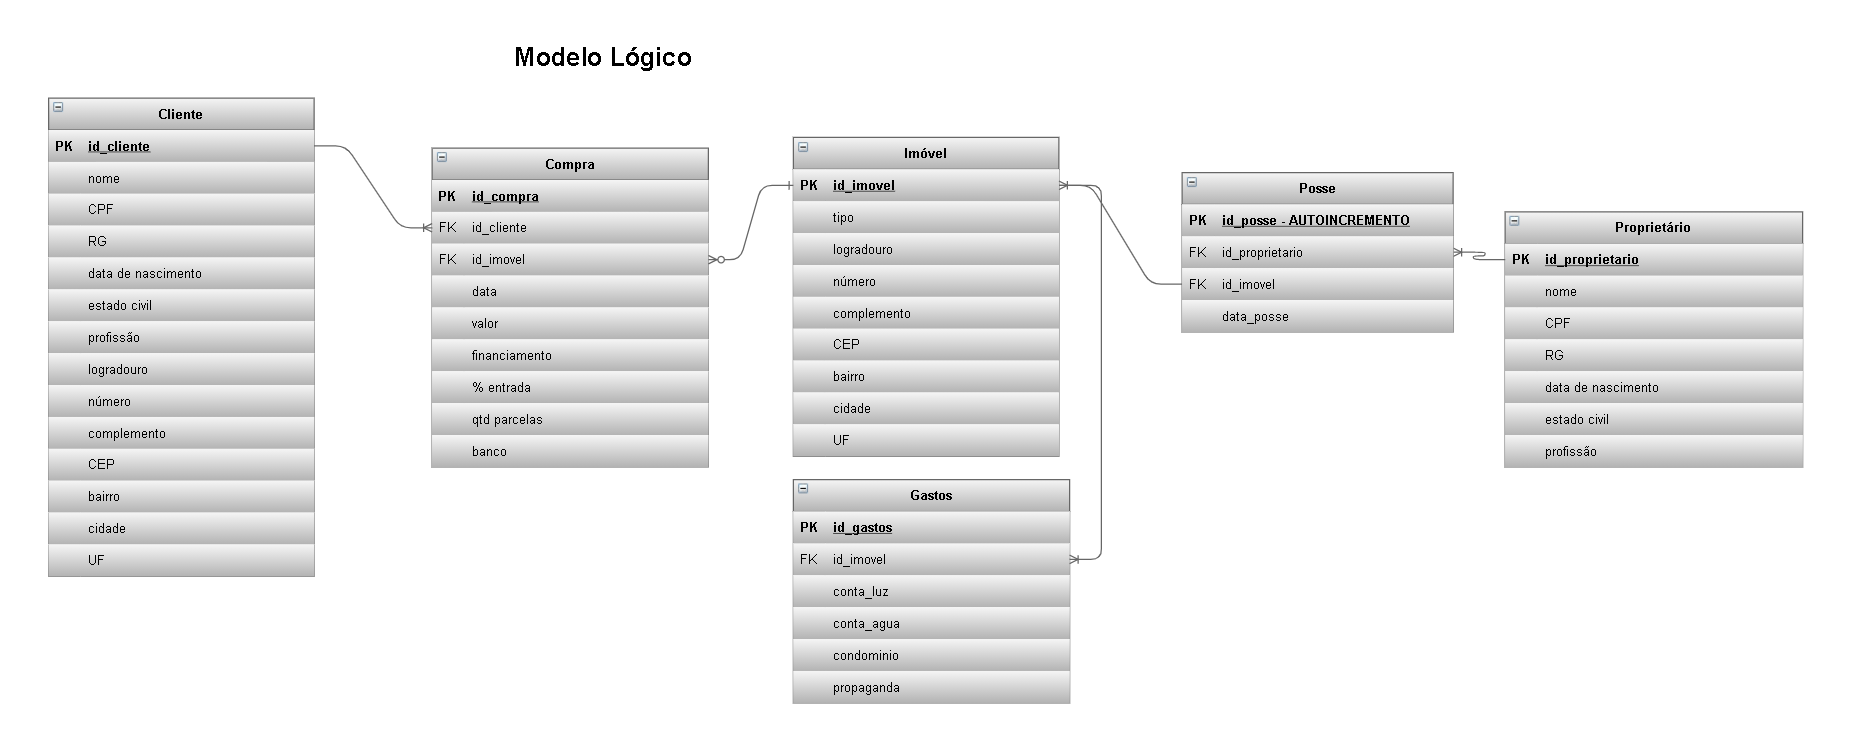 Modelo Lógico
Cliente
PK id_cliente
nome
CPF
RG
data de nascimento
estado civil
profissão
logradouro
número
complemento
CEP
bairro
cidade
UF
Compra
PK id_compra
FK id_cliente
FK id_imovel
data
valor
financiamento
% entrada
qtd parcelas
banco
Imóvel
PK id_imovel
tipo
logradouro
número
complemento
CEP
bairro
cidade
UF
Gastos
PK id_gastos
FK id_imovel
conta_luz
conta_agua
condominio
propaganda
Posse
PK id_posse - AUTOINCREMENTO
FK id_proprietario
FK id_imovel
data_posse
Proprietário
PK id_proprietario
nome
CPF
RG
data de nascimento
estado civil
profissão